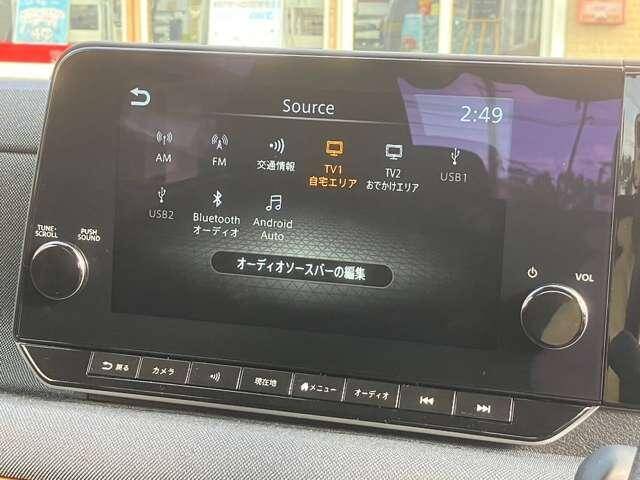 Source
2:49
AM
FM
交通情報
TV1
自宅エリア
TV2
おでかけエリア
USB1
USB2
Bluetooth
オーディオ
Android
Auto
オーディオソースバーの編集
TUNE·
SCROLL
PUSH
SOUND
VOL
戻る
カメラ
現在地
メニュー
オーディオ